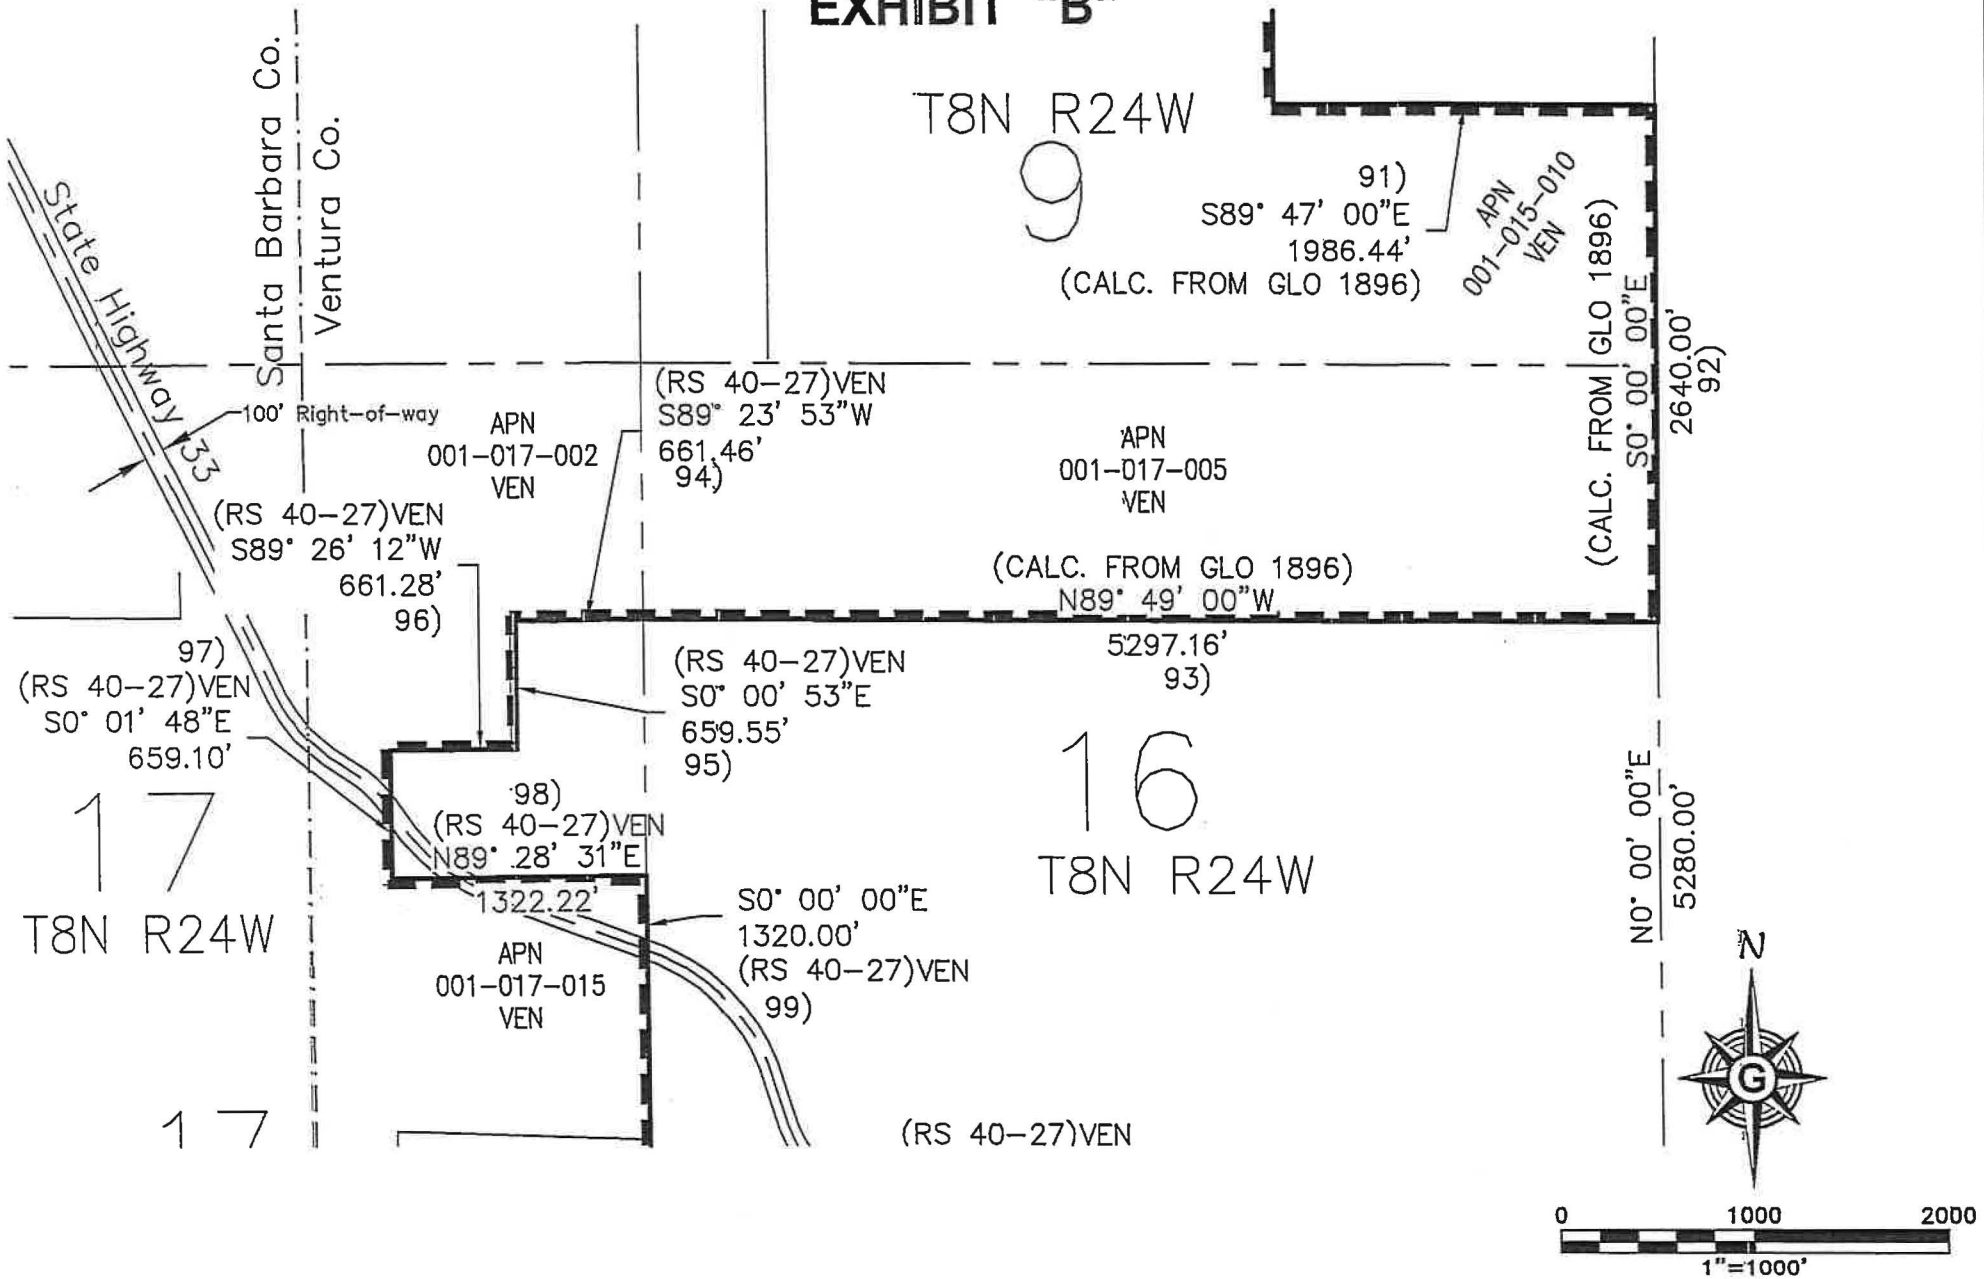 EXHIBIT "B"
Santa Barbara Co.
Ventura Co.
State Highway 33
100' Right-of-way
T8N R24W
9
91)
S89° 47' 00"E
1986.44'
(CALC. FROM GLO 1896)
APN
001-015-010
VEN
(CALC. FROM GLO 1896)
S0° 00' 00"E
2640.00'
92)
(RS 40-27)VEN
S89° 23' 53"W
661.46'
94)
APN
001-017-002
VEN
APN
001-017-005
VEN
(RS 40-27)VEN
S89° 26' 12"W
661.28'
96)
(CALC. FROM GLO 1896)
N89° 49' 00"W
5297.16'
93)
97)
(RS 40-27)VEN
S0° 01' 48"E
659.10'
(RS 40-27)VEN
S0° 00' 53"E
659.55'
95)
98)
(RS 40-27)VEN
N89° 28' 31"E
1322.22'
17
T8N R24W
16
T8N R24W
N0° 00' 00"E
5280.00'
S0° 00' 00"E
1320.00'
(RS 40-27)VEN
99)
APN
001-017-015
VEN
17
(RS 40-27)VEN
N
G
0 1000 2000
1"=1000'